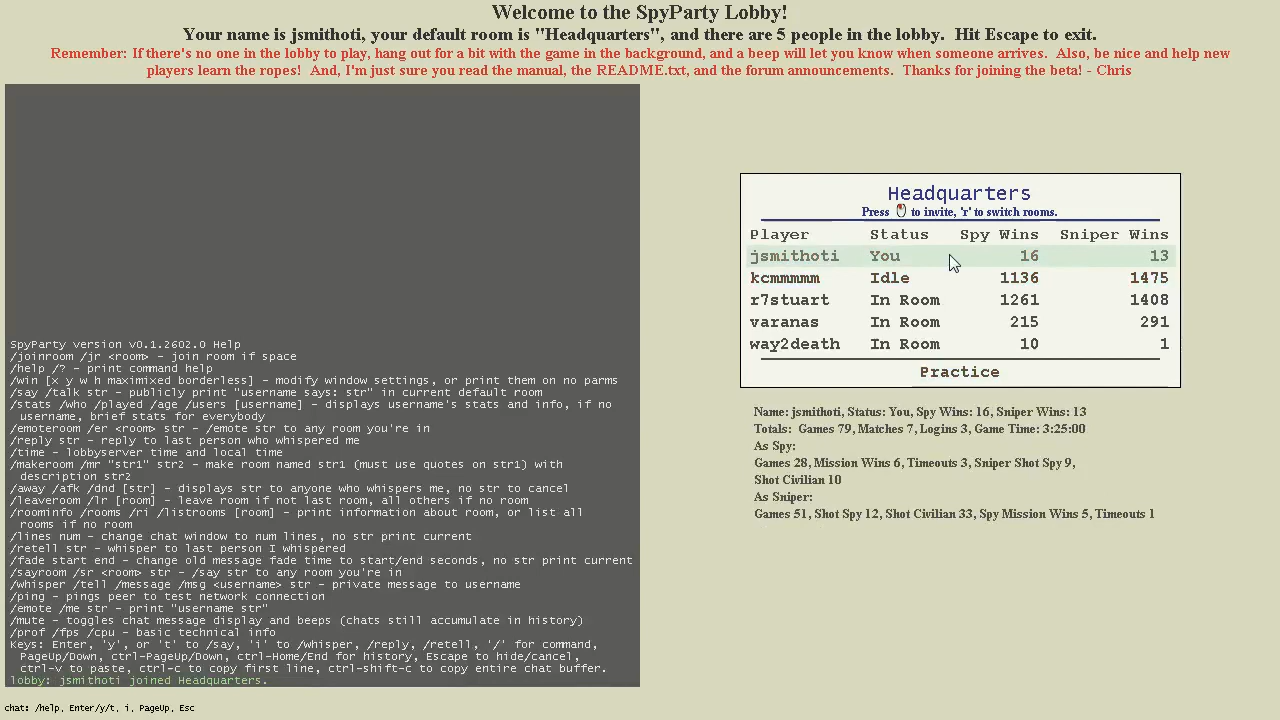 Welcome to the SpyParty Lobby!
Your name is jsmithoti, your default room is "Headquarters", and there are 5 people in the lobby.  Hit Escape to exit.
Remember: If there's no one in the lobby to play, hang out for a bit with the game in the background, and a beep will let you know when someone arrives.  Also, be nice and help new
players learn the ropes!  And, I'm just sure you read the manual, the README.txt, and the forum announcements.  Thanks for joining the beta! - Chris
SpyParty version v0.1.2602.0 Help
/joinroom /jr <room> - join room if space
/help /? - print command help
/win [x y w h maximixed borderless] - modify window settings, or print them on no parms
/say /talk str - publicly print "username says: str" in current default room
/stats /who /played /age /users [username] - displays username's stats and info, if no
username, brief stats for everybody
/emoteroom /er <room> str - /emote str to any room you're in
/reply str - reply to last person who whispered me
/time - lobbyserver time and local time
/makeroom /mr "str1" str2 - make room named str1 (must use quotes on str1) with
description str2
/away /afk /dnd [str] - displays str to anyone who whispers me, no str to cancel
/leaveroom /lr [room] - leave room if not last room, all others if no room
/roominfo /rooms /ri /listrooms [room] - print information about room, or list all
rooms if no room
/lines num - change chat window to num lines, no str print current
/retell str - whisper to last person I whispered
/fade start end - change old message fade time to start/end seconds, no str print current
/sayroom /sr <room> str - /say str to any room you're in
/whisper /tell /message /msg <username> str - private message to username
/ping - pings peer to test network connection
/emote /me str - print "username str"
/mute - toggles chat message display and beeps (chats still accumulate in history)
/prof /fps /cpu - basic technical info
Keys: Enter, 'y', or 't' to /say, 'i' to /whisper, /reply, /retell, '/' for command,
PageUp/Down, ctrl-PageUp/Down, ctrl-Home/End for history, Escape to hide/cancel,
ctrl-v to paste, ctrl-c to copy first line, ctrl-shift-c to copy entire chat buffer.
lobby: jsmithoti joined Headquarters.
chat: /help, Enter/y/t, i, PageUp, Esc
Headquarters
Press to invite, 'r' to switch rooms.
Player Status Spy Wins Sniper Wins
jsmithoti You 16 13
kcmmmmm Idle 1136 1475
r7stuart In Room 1261 1408
varanas In Room 215 291
way2death In Room 10 1
Practice
Name: jsmithoti, Status: You, Spy Wins: 16, Sniper Wins: 13
Totals:  Games 79, Matches 7, Logins 3, Game Time: 3:25:00
As Spy:
Games 28, Mission Wins 6, Timeouts 3, Sniper Shot Spy 9,
Shot Civilian 10
As Sniper:
Games 51, Shot Spy 12, Shot Civilian 33, Spy Mission Wins 5, Timeouts 1